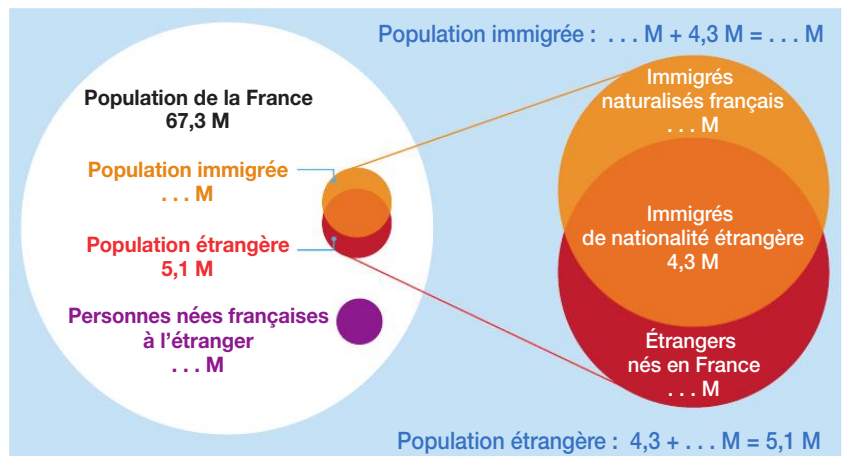 Population immigrée : . . . M + 4,3 M = . . . M
Population de la France
67,3 M
Population immigrée
. . . M
Population étrangère
5,1 M
Personnes nées françaises
à l’étranger
. . . M
Immigrés
naturalisés français
. . . M
Immigrés
de nationalité étrangère
4,3 M
Étrangers
nés en France
. . . M
Population étrangère : 4,3 + . . . M = 5,1 M